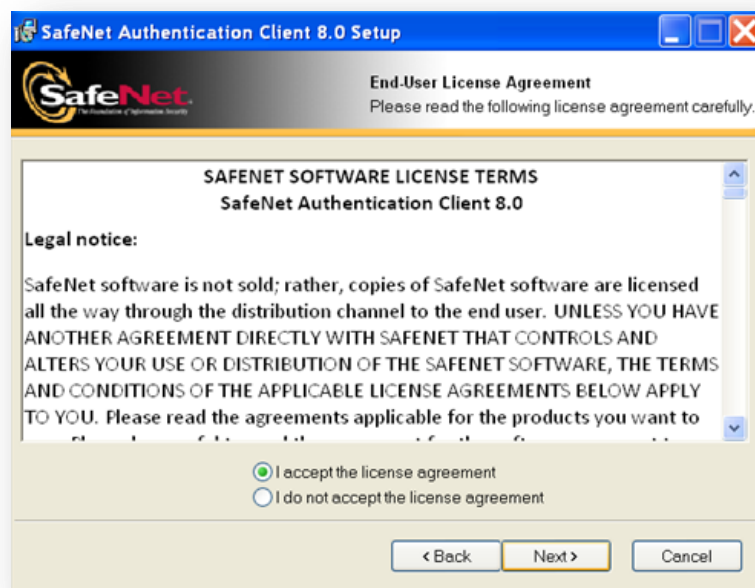 SafeNet Authentication Client 8.0 Setup
SafeNet.
The Foundation of Information Security
End-User License Agreement
Please read the following license agreement carefully.
SAFENET SOFTWARE LICENSE TERMS
SafeNet Authentication Client 8.0
Legal notice:
SafeNet software is not sold; rather, copies of SafeNet software are licensed
all the way through the distribution channel to the end user. UNLESS YOU HAVE
ANOTHER AGREEMENT DIRECTLY WITH SAFENET THAT CONTROLS AND
ALTERS YOUR USE OR DISTRIBUTION OF THE SAFENET SOFTWARE, THE TERMS
AND CONDITIONS OF THE APPLICABLE LICENSE AGREEMENTS BELOW APPLY
TO YOU. Please read the agreements applicable for the products you want to
I accept the license agreement
I do not accept the license agreement
< Back
Next >
Cancel